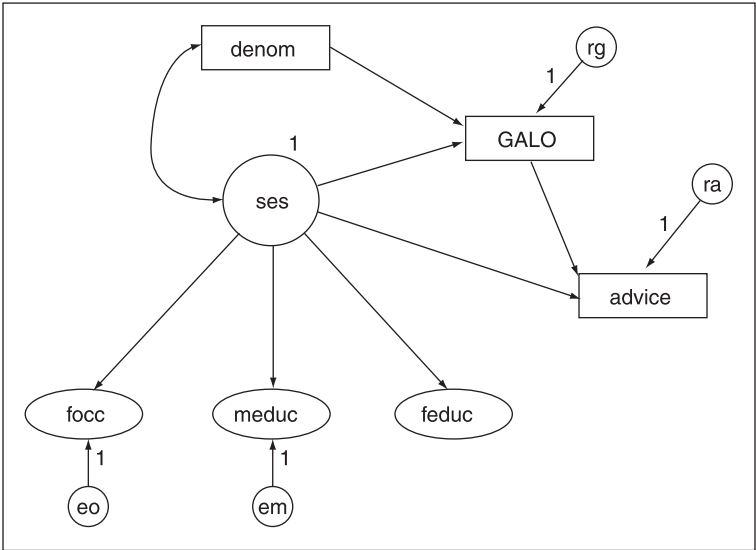 denom
rg
1
GALO
1
ses
ra
1
advice
focc
meduc
feduc
1
1
eo
em